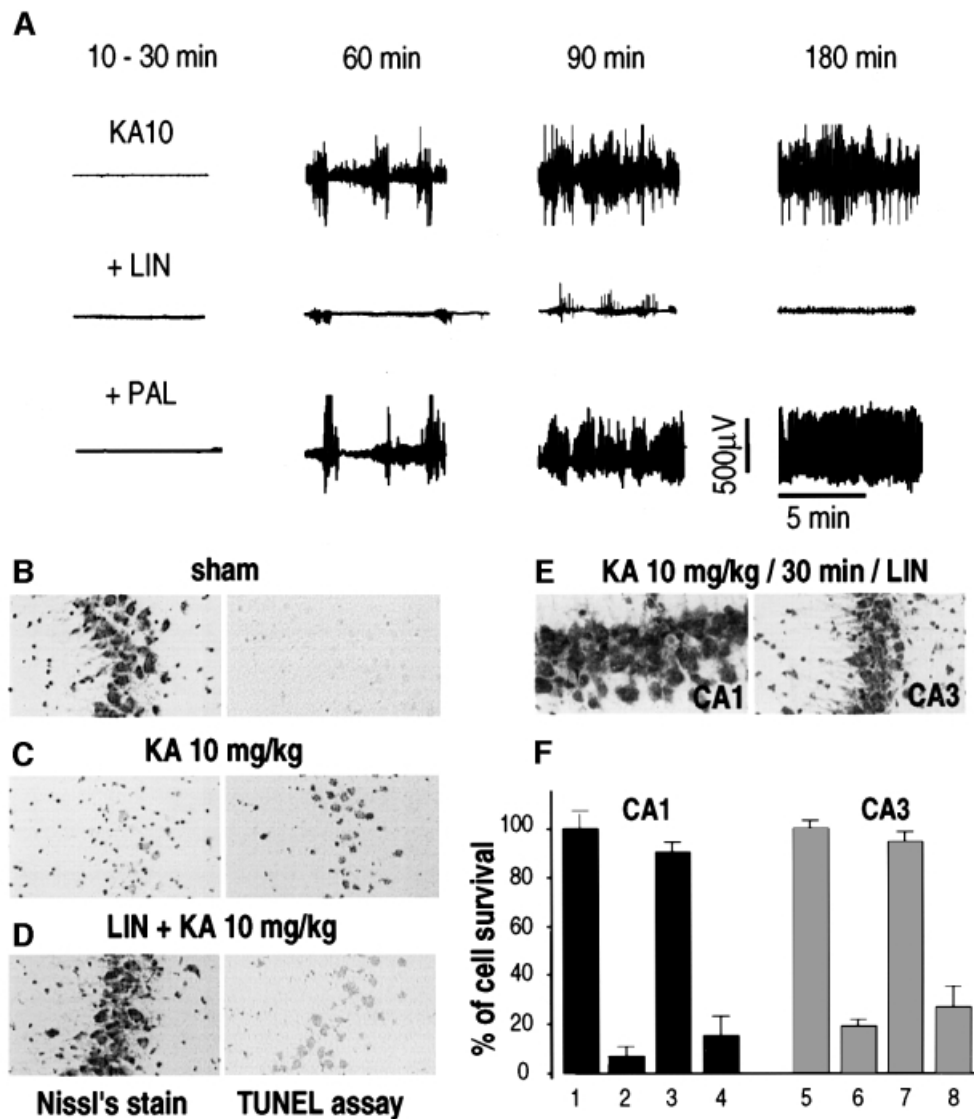 A
10 - 30 min 60 min 90 min 180 min
KA10
+ LIN
+ PAL
500µV
5 min
B sham
C KA 10 mg/kg
D LIN + KA 10 mg/kg
Nissl's stain TUNEL assay
E KA 10 mg/kg / 30 min / LIN
CA1 CA3
F
CA1 CA3
% of cell survival
100
80
60
40
20
0
1 2 3 4 5 6 7 8